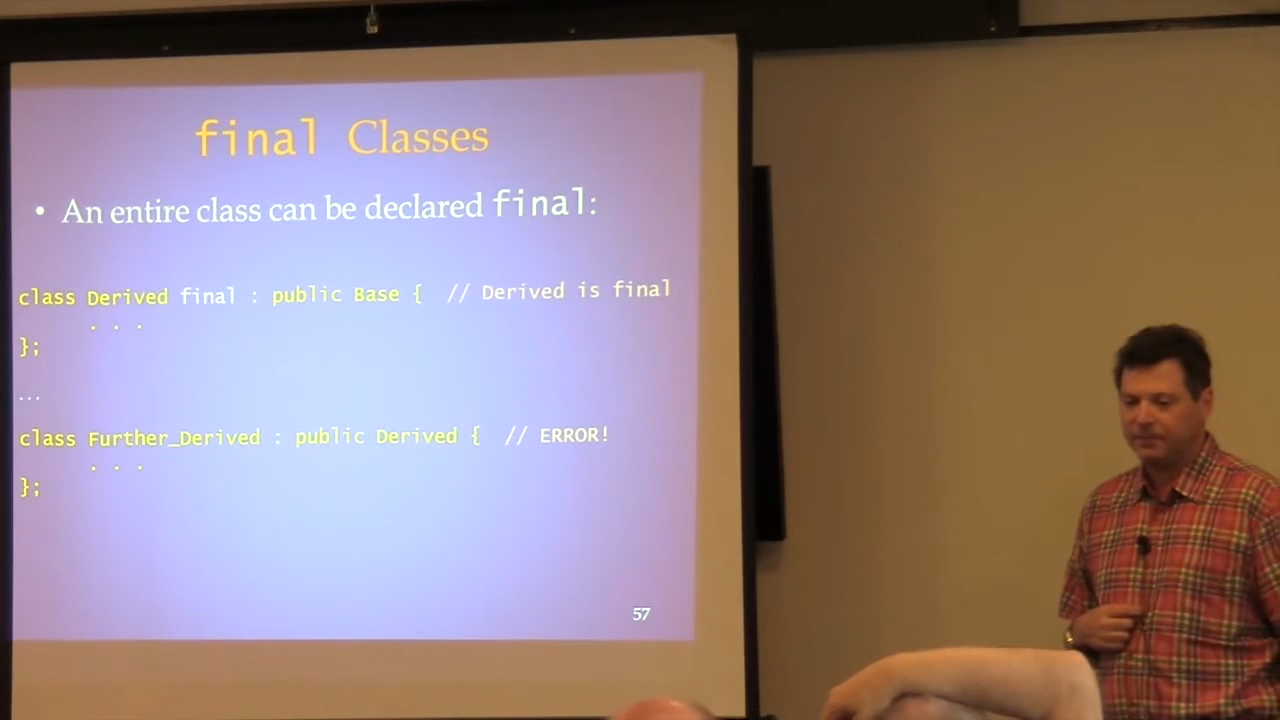 final Classes
• An entire class can be declared final:
class Derived final : public Base { // Derived is final
. . .
};
...
class Further_Derived : public Derived { // ERROR!
. . .
};
57